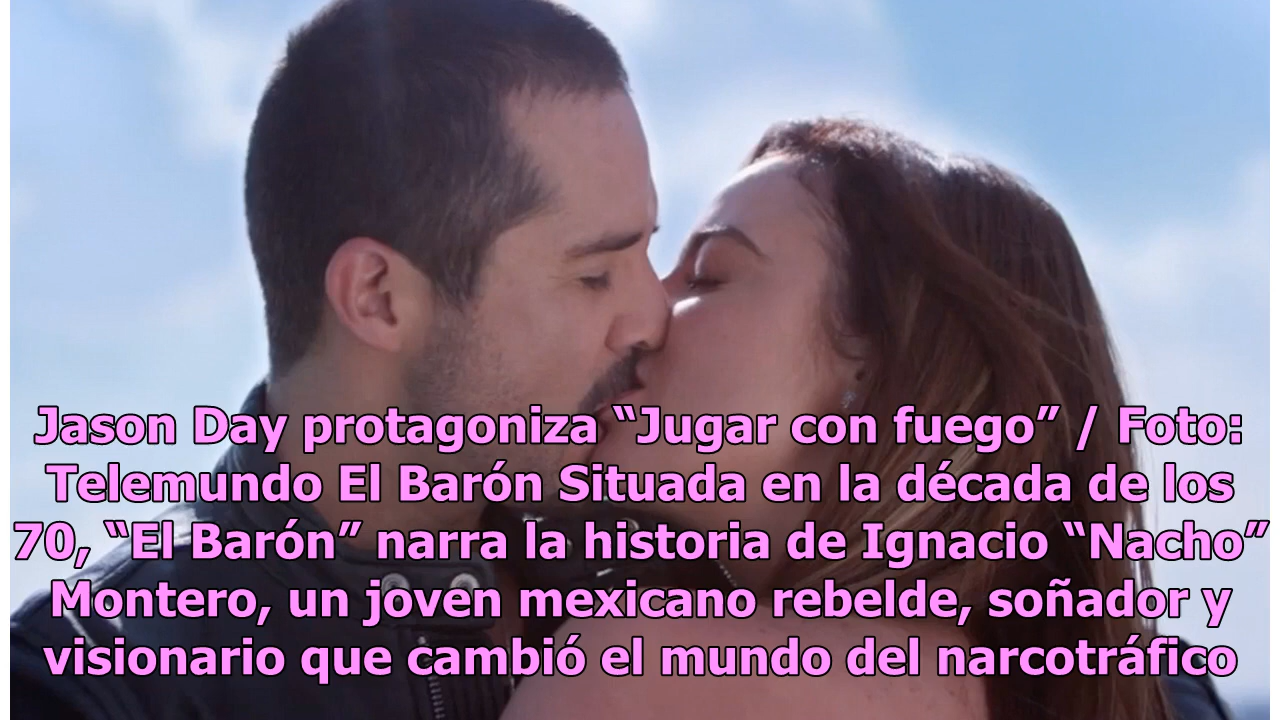 Jason Day protagoniza “Jugar con fuego” / Foto:
Telemundo El Barón Situada en la década de los
70, “El Barón” narra la historia de Ignacio “Nacho”
Montero, un joven mexicano rebelde, soñador y
visionario que cambió el mundo del narcotráfico